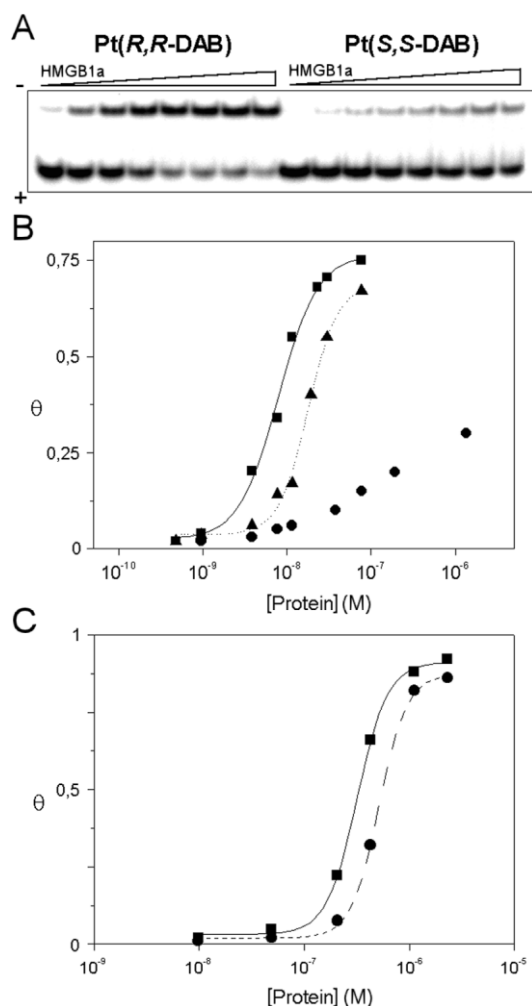 A
Pt(R,R-DAB) Pt(S,S-DAB)
HMGB1a HMGB1a
-
+
B
0,75
0,5
θ
0,25
0
10⁻¹⁰ 10⁻⁹ 10⁻⁸ 10⁻⁷ 10⁻⁶
[Protein] (M)
C
1
0,5
θ
0
10⁻⁹ 10⁻⁸ 10⁻⁷ 10⁻⁶ 10⁻⁵
[Protein] (M)